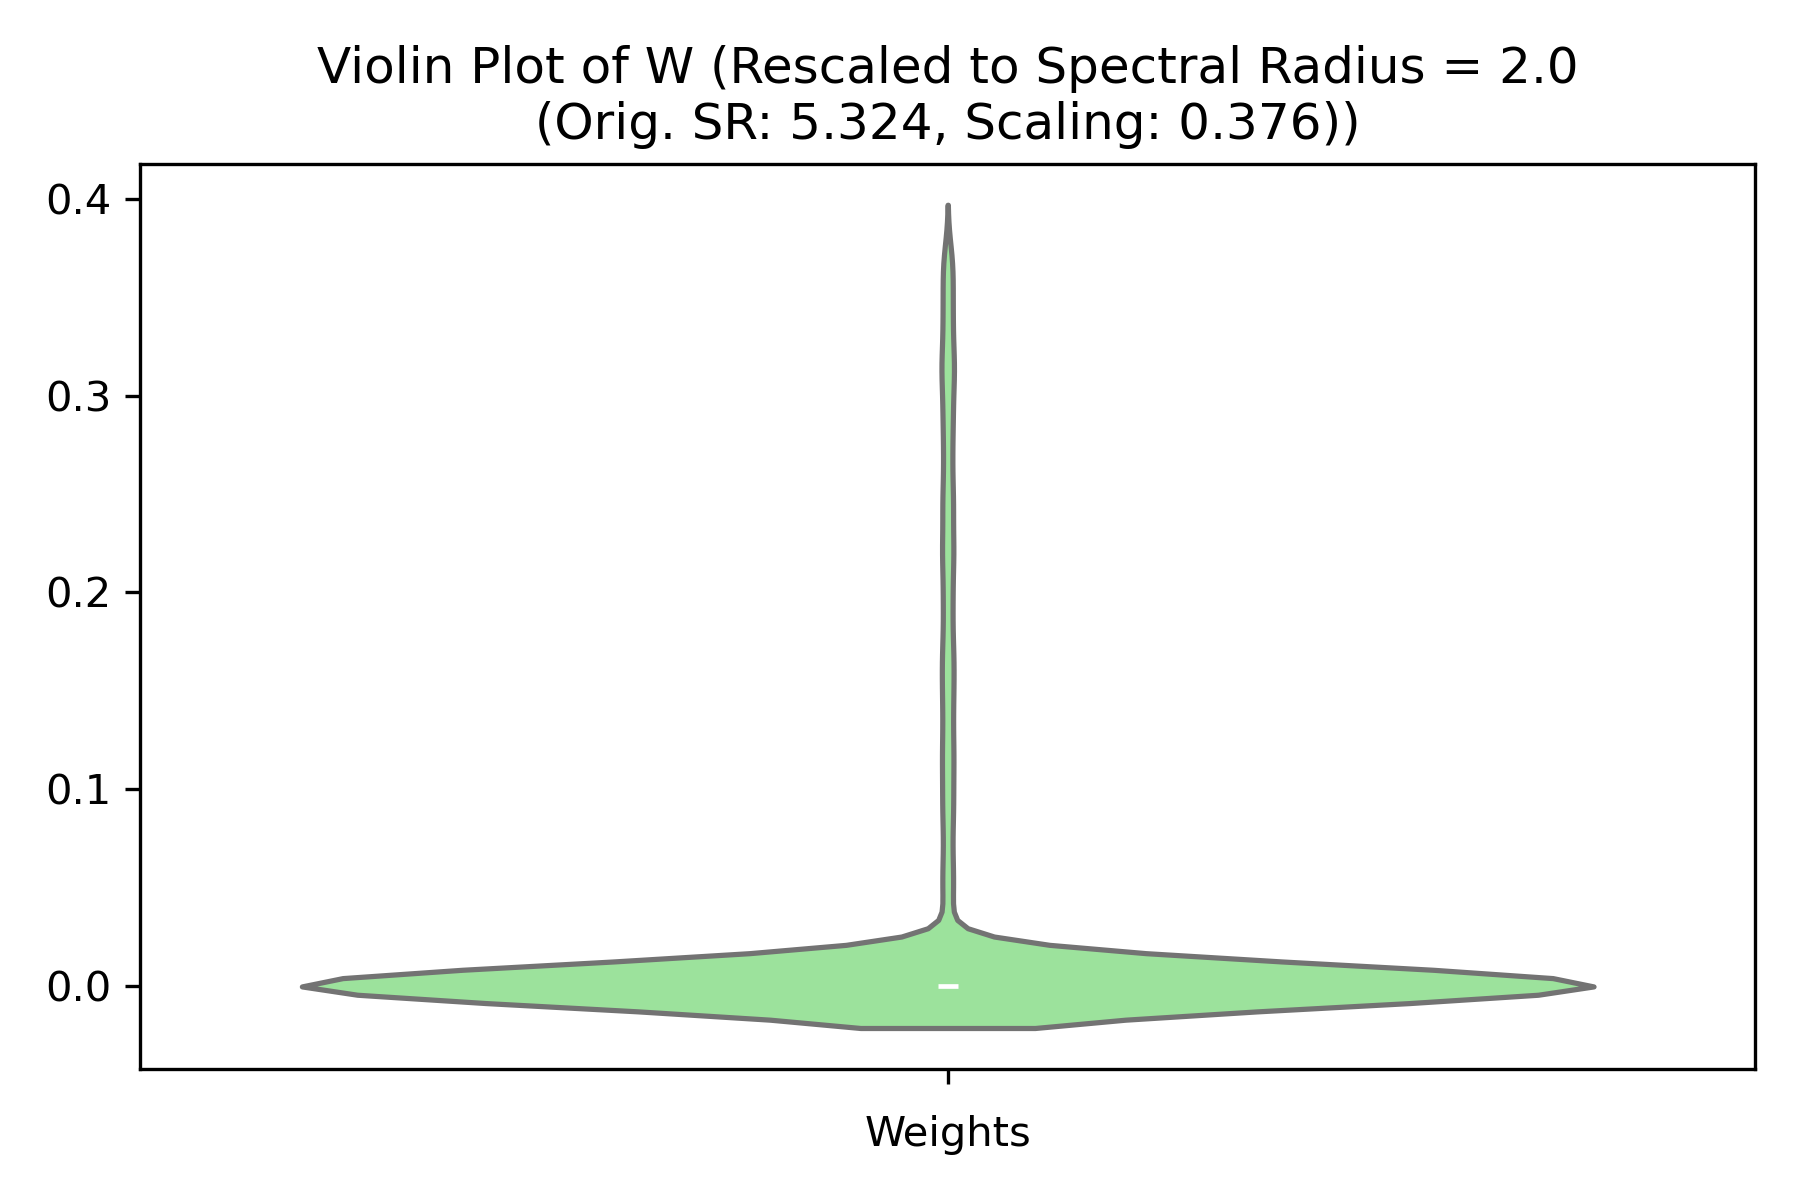 Violin Plot of W (Rescaled to Spectral Radius = 2.0
(Orig. SR: 5.324, Scaling: 0.376))
0.4
0.3
0.2
0.1
0.0
Weights